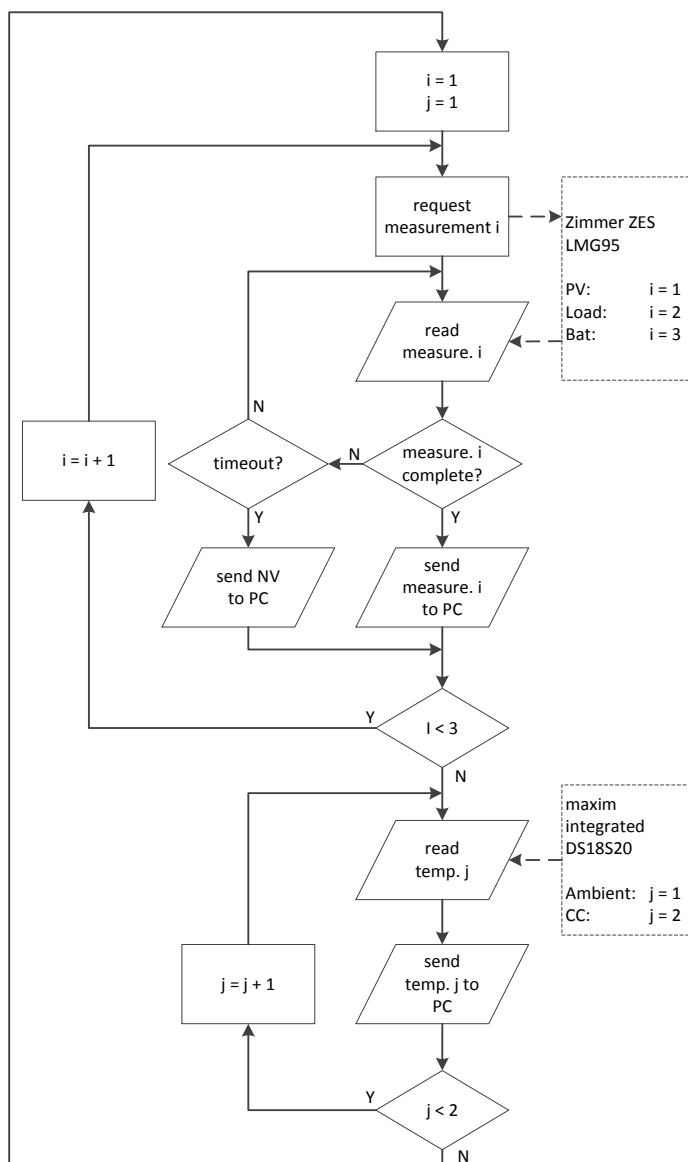 i = 1
j = 1
request
measurement i
Zimmer ZES
LMG95
PV: i = 1
Load: i = 2
Bat: i = 3
read
measure. i
N
i = i + 1
timeout?
N
measure. i
complete?
Y
Y
send NV
to PC
send
measure. i
to PC
Y
I < 3
N
maxim
integrated
DS18S20
Ambient: j = 1
CC: j = 2
read
temp. j
j = j + 1
send
temp. j to
PC
Y
j < 2
N